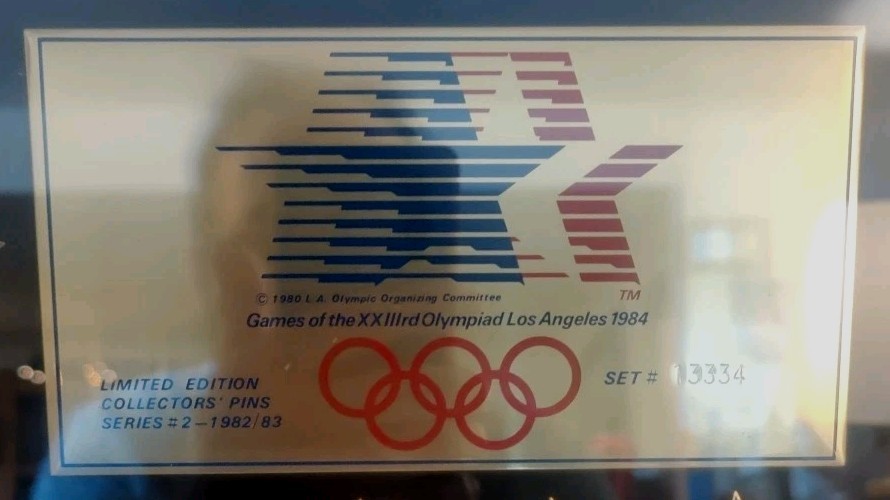 © 1980 L.A. Olympic Organizing Committee
TM
Games of the XXIIIrd Olympiad Los Angeles 1984
LIMITED EDITION
COLLECTORS' PINS
SERIES #2-1982/83
SET # 13334